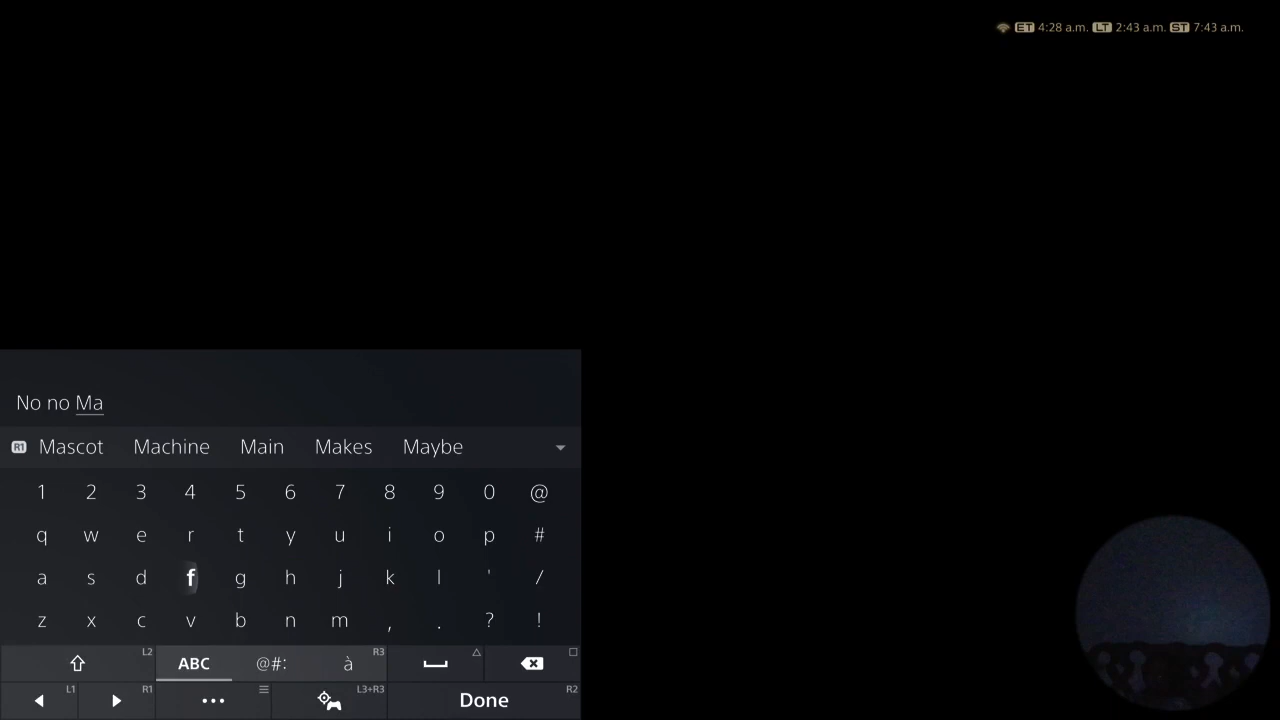 ET 4:28 a.m. LT 2:43 a.m. ST 7:43 a.m.
No no Ma
R1 Mascot Machine Main Makes Maybe
1 2 3 4 5 6 7 8 9 0 @
q w e r t y u i o p #
a s d f g h j k l ' /
z x c v b n m , . ? !
L2 ABC @#: à R3
L1 R1 L3+R3 Done R2